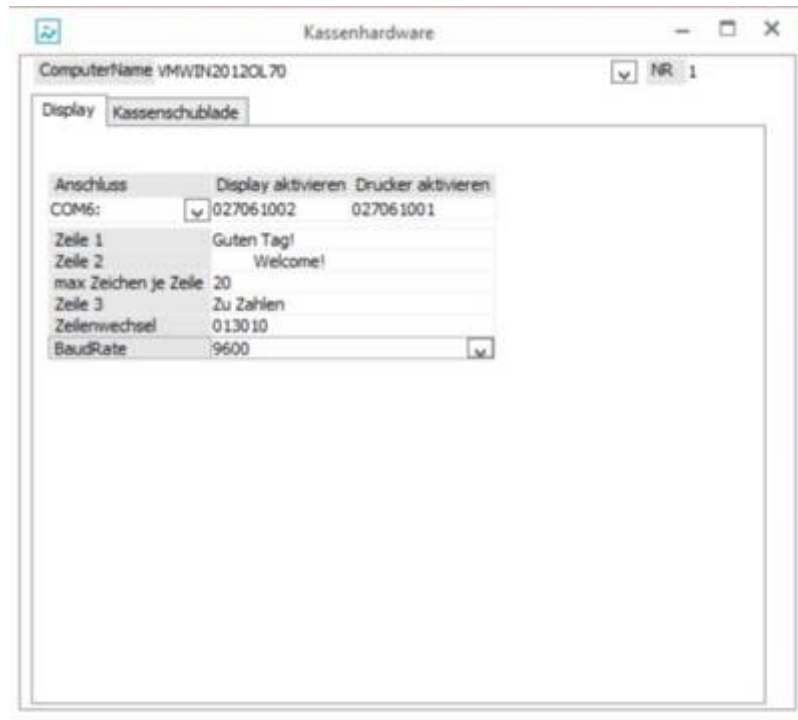 Kassenhardware
ComputerName VMWIN2012OL70 NR 1
Display Kassenschublade
Anschluss Display aktivieren Drucker aktivieren
COM6: 027061002 027061001
Zeile 1 Guten Tag!
Zeile 2 Welcome!
max Zeichen je Zeile 20
Zeile 3 Zu Zahlen
Zeilenwechsel 013010
BaudRate 9600